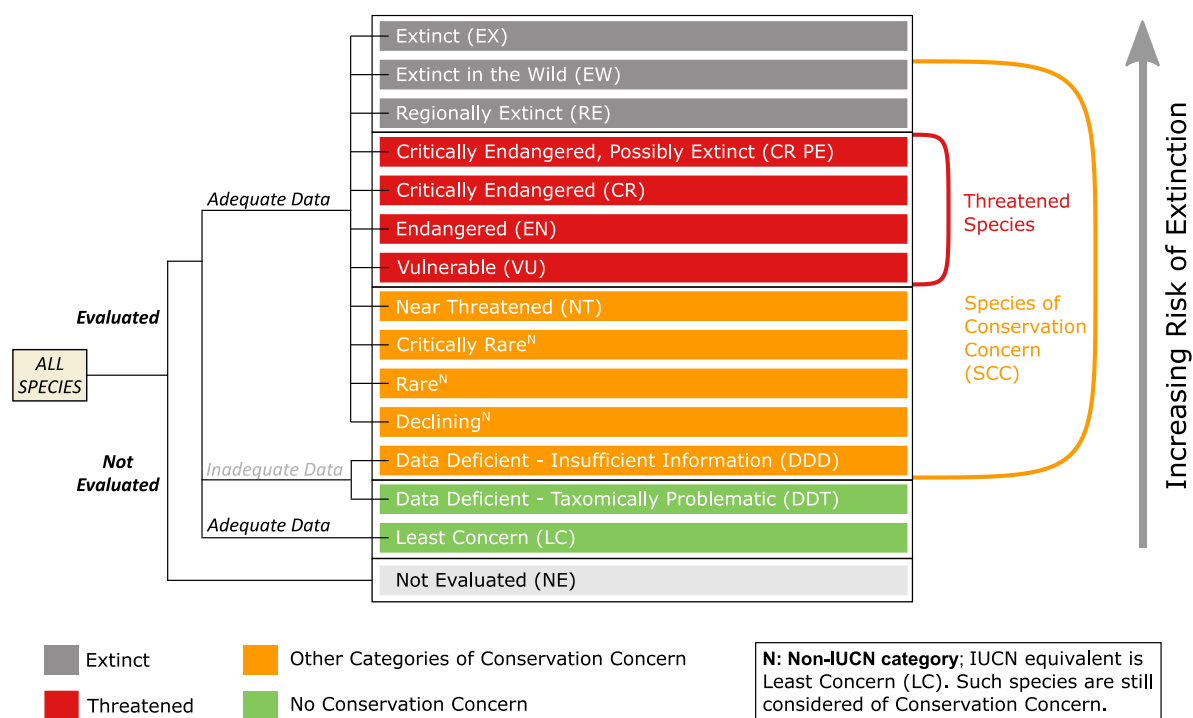 Extinct (EX)
Extinct in the Wild (EW)
Regionally Extinct (RE)
Critically Endangered, Possibly Extinct (CR PE)
Critically Endangered (CR)
Endangered (EN)
Vulnerable (VU)
Near Threatened (NT)
Critically Rareᴺ
Rareᴺ
Decliningᴺ
Data Deficient - Insufficient Information (DDD)
Data Deficient - Taxomically Problematic (DDT)
Least Concern (LC)
Not Evaluated (NE)
Adequate Data
Evaluated
ALL
SPECIES
Not
Evaluated
Inadequate Data
Adequate Data
Threatened
Species
Species of
Conservation
Concern
(SCC)
Increasing Risk of Extinction
Extinct
Threatened
Other Categories of Conservation Concern
No Conservation Concern
N: Non-IUCN category; IUCN equivalent is
Least Concern (LC). Such species are still
considered of Conservation Concern.